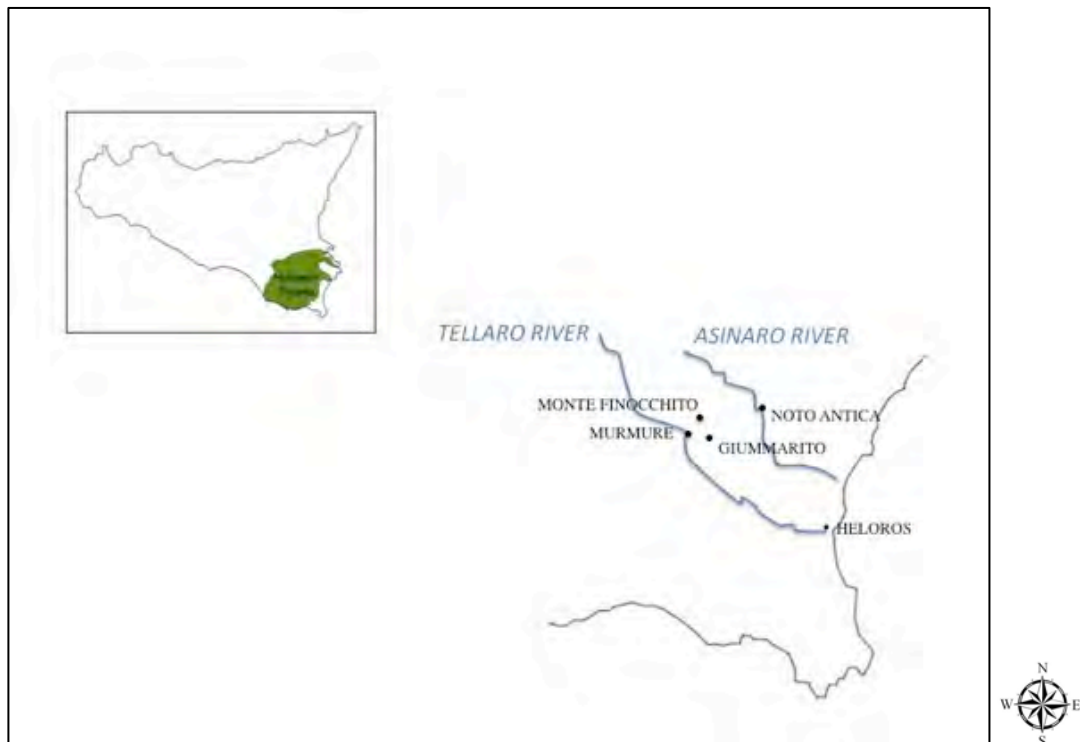 TELLARO RIVER
ASINARO RIVER
MONTE FINOCCHITO
NOTO ANTICA
MURMURE
GIUMMARITO
HELOROS
N
W E
S